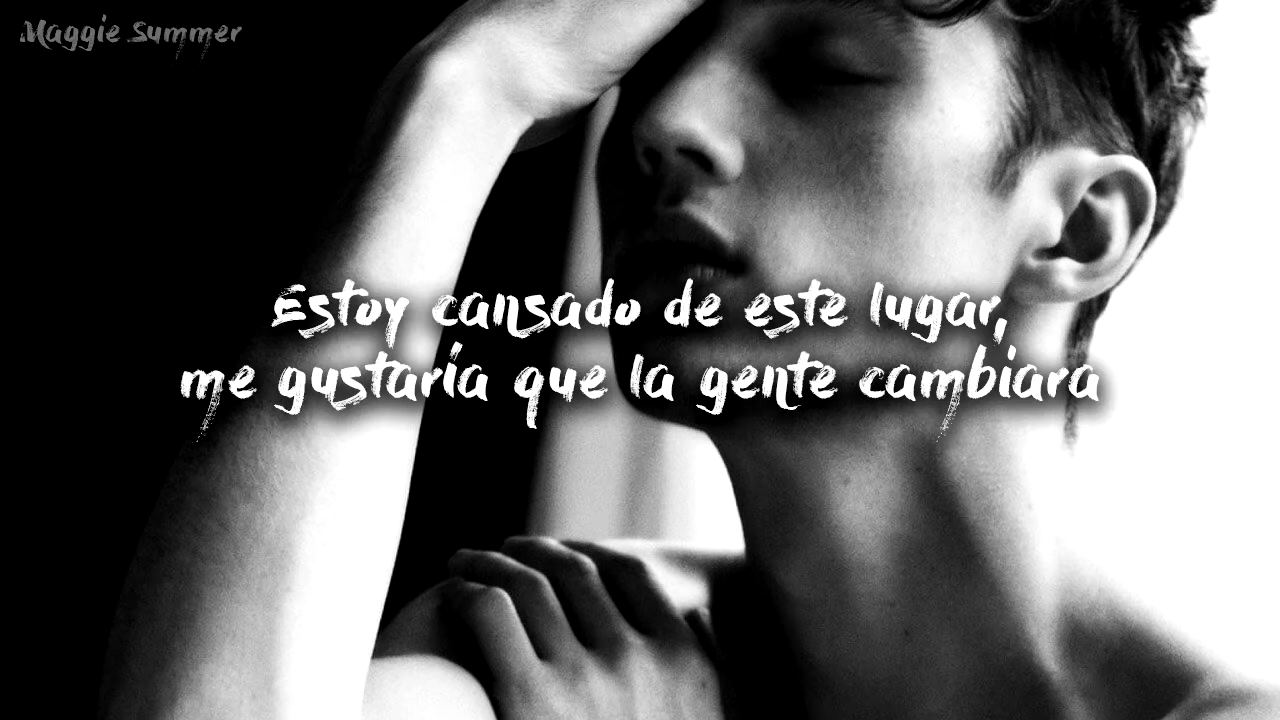 Maggie Summer
Estoy cansado de este lugar,
me gustaría que la gente cambiara